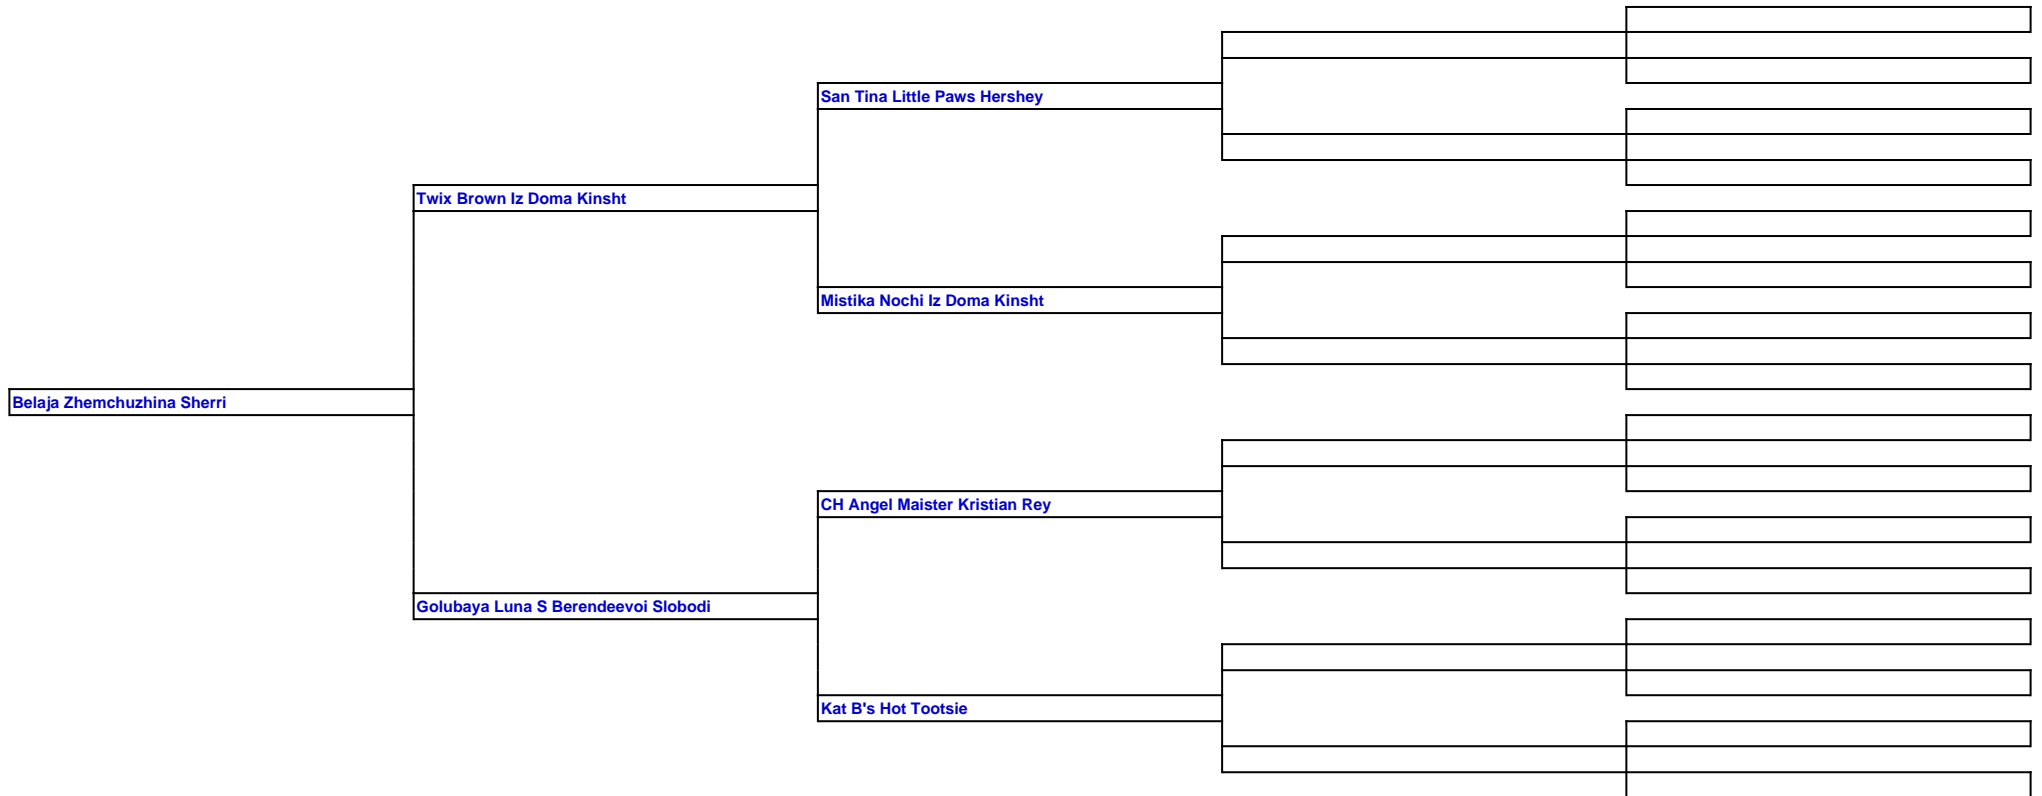 San Tina Little Paws Hershey
Twix Brown Iz Doma Kinsht
Mistika Nochi Iz Doma Kinsht
Belaja Zhemchuzhina Sherri
CH Angel Maister Kristian Rey
Golubaya Luna S Berendeevoi Slobodi
Kat B's Hot Tootsie